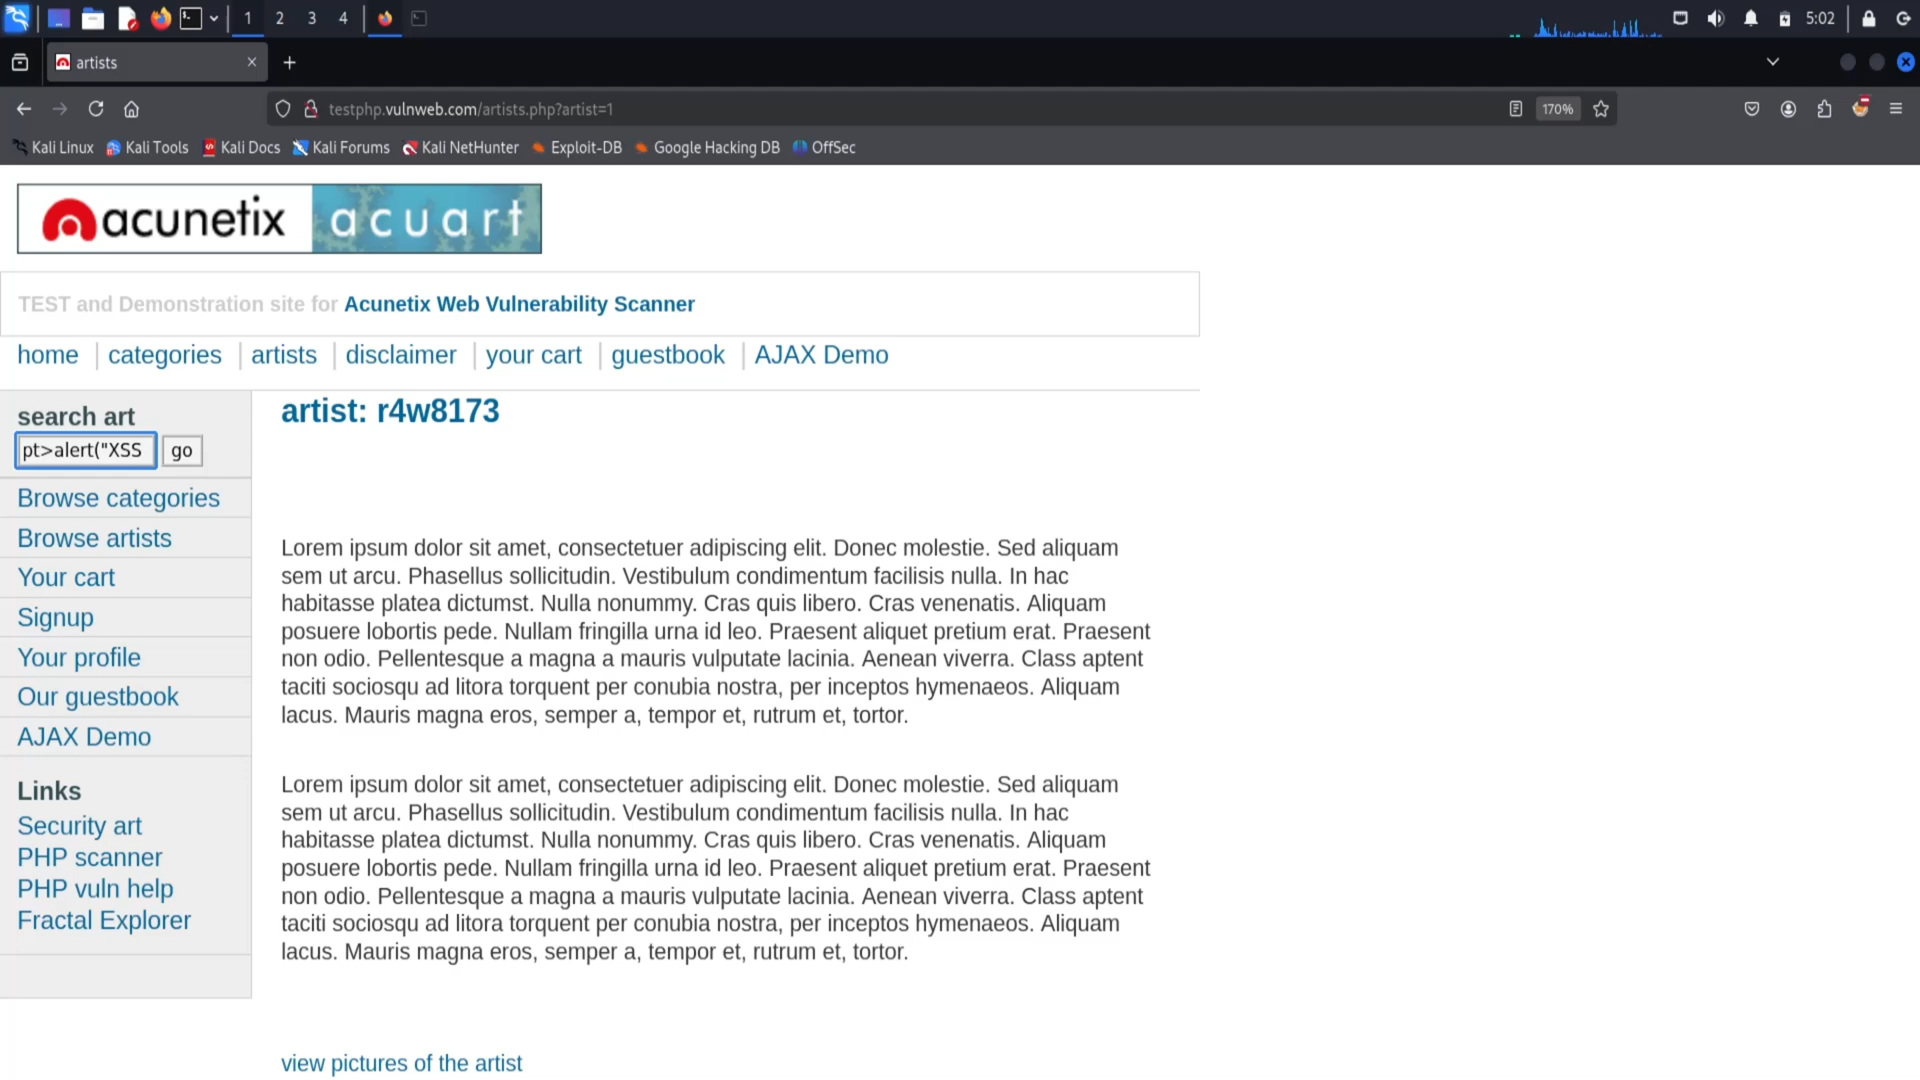 1 2 3 4 5:02
artists
testphp.vulnweb.com/artists.php?artist=1 170%
Kali Linux Kali Tools Kali Docs Kali Forums Kali NetHunter Exploit-DB Google Hacking DB OffSec
acunetix acuart
TEST and Demonstration site for Acunetix Web Vulnerability Scanner
home categories artists disclaimer your cart guestbook AJAX Demo
search art
pt>alert("XSS go
Browse categories
Browse artists
Your cart
Signup
Your profile
Our guestbook
AJAX Demo
Links
Security art
PHP scanner
PHP vuln help
Fractal Explorer
artist: r4w8173
Lorem ipsum dolor sit amet, consectetuer adipiscing elit. Donec molestie. Sed aliquam
sem ut arcu. Phasellus sollicitudin. Vestibulum condimentum facilisis nulla. In hac
habitasse platea dictumst. Nulla nonummy. Cras quis libero. Cras venenatis. Aliquam
posuere lobortis pede. Nullam fringilla urna id leo. Praesent aliquet pretium erat. Praesent
non odio. Pellentesque a magna a mauris vulputate lacinia. Aenean viverra. Class aptent
taciti sociosqu ad litora torquent per conubia nostra, per inceptos hymenaeos. Aliquam
lacus. Mauris magna eros, semper a, tempor et, rutrum et, tortor.
Lorem ipsum dolor sit amet, consectetuer adipiscing elit. Donec molestie. Sed aliquam
sem ut arcu. Phasellus sollicitudin. Vestibulum condimentum facilisis nulla. In hac
habitasse platea dictumst. Nulla nonummy. Cras quis libero. Cras venenatis. Aliquam
posuere lobortis pede. Nullam fringilla urna id leo. Praesent aliquet pretium erat. Praesent
non odio. Pellentesque a magna a mauris vulputate lacinia. Aenean viverra. Class aptent
taciti sociosqu ad litora torquent per conubia nostra, per inceptos hymenaeos. Aliquam
lacus. Mauris magna eros, semper a, tempor et, rutrum et, tortor.
view pictures of the artist